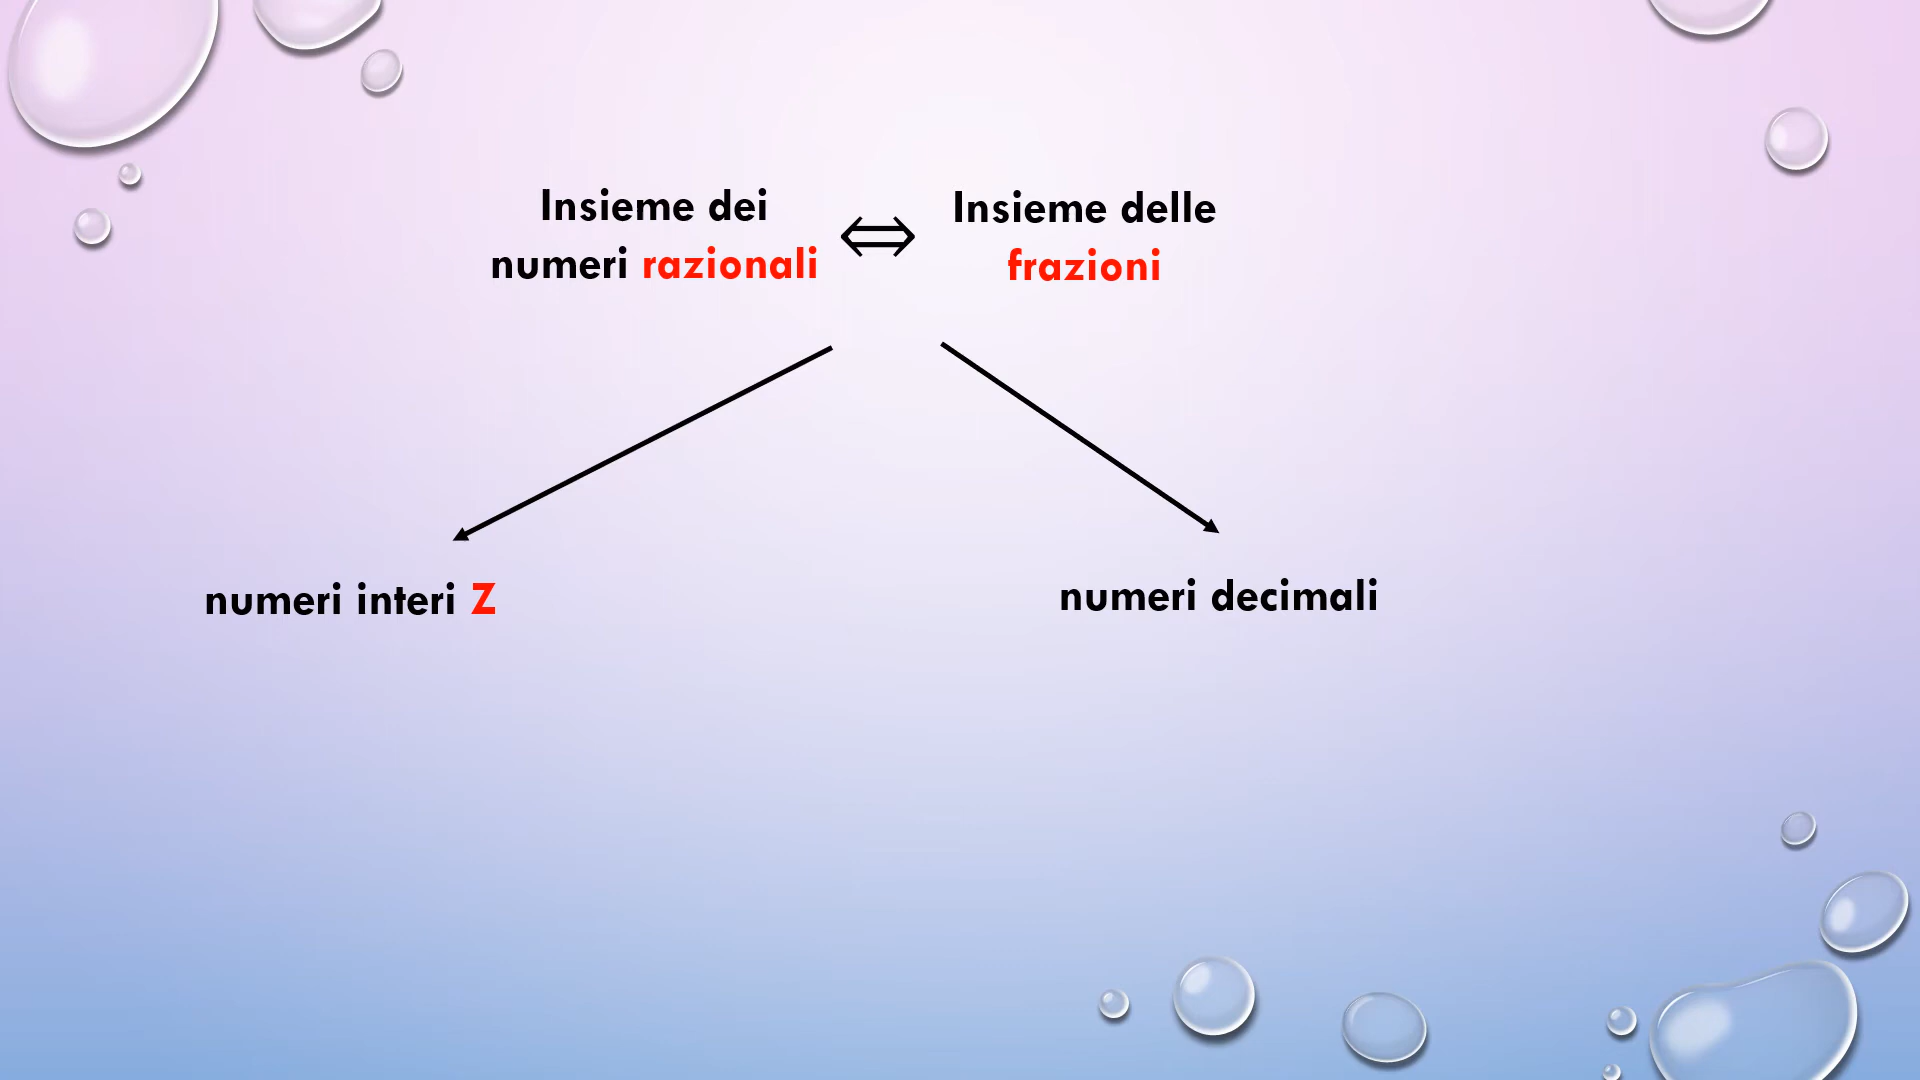 Insieme dei
numeri razionali
⇔
Insieme delle
frazioni
numeri interi Z
numeri decimali